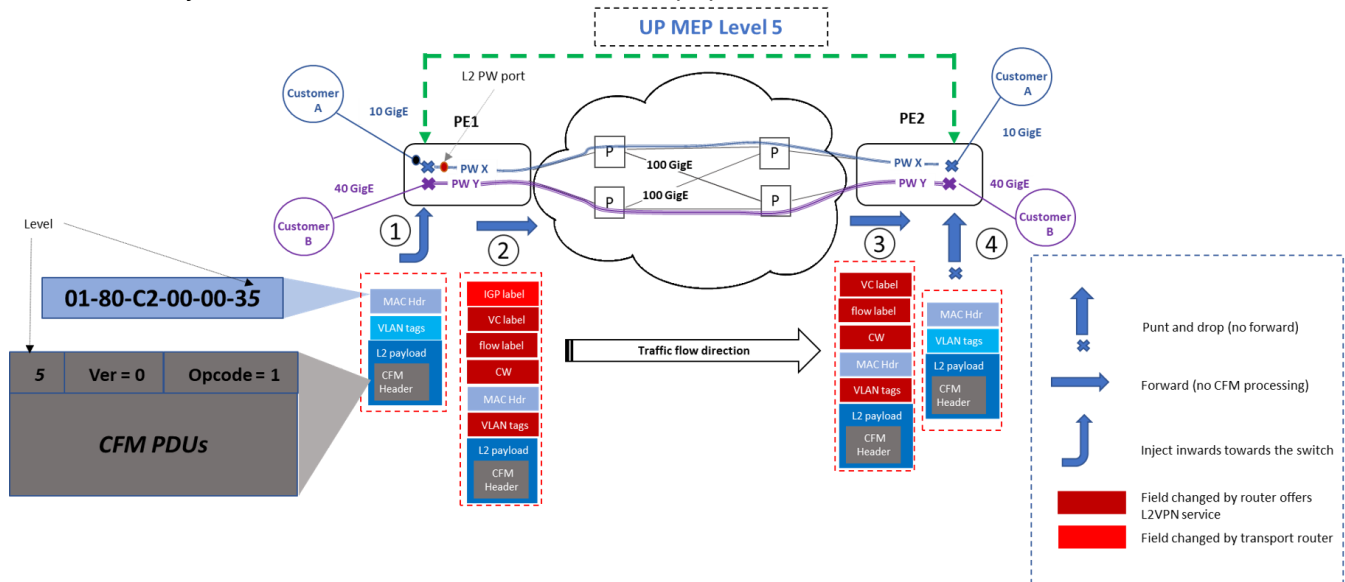 UP MEP Level 5
Customer
A
10 GigE
L2 PW port
PE1
PW X
PW Y
40 GigE
Customer
B
P
P
P
P
100 GigE
100 GigE
PE2
PW X
PW Y
Customer
A
10 GigE
40 GigE
Customer
B
1
2
3
4
Level
01-80-C2-00-00-35
5
Ver = 0
Opcode = 1
CFM PDUs
MAC Hdr
VLAN tags
L2 payload
CFM
Header
IGP label
VC label
flow label
CW
MAC Hdr
VLAN tags
L2 payload
CFM
Header
Traffic flow direction
VC label
flow label
CW
MAC Hdr
VLAN tags
L2 payload
CFM
Header
MAC Hdr
VLAN tags
L2 payload
CFM
Header
Punt and drop (no forward)
Forward (no CFM processing)
Inject inwards towards the switch
Field changed by router offers
L2VPN service
Field changed by transport router